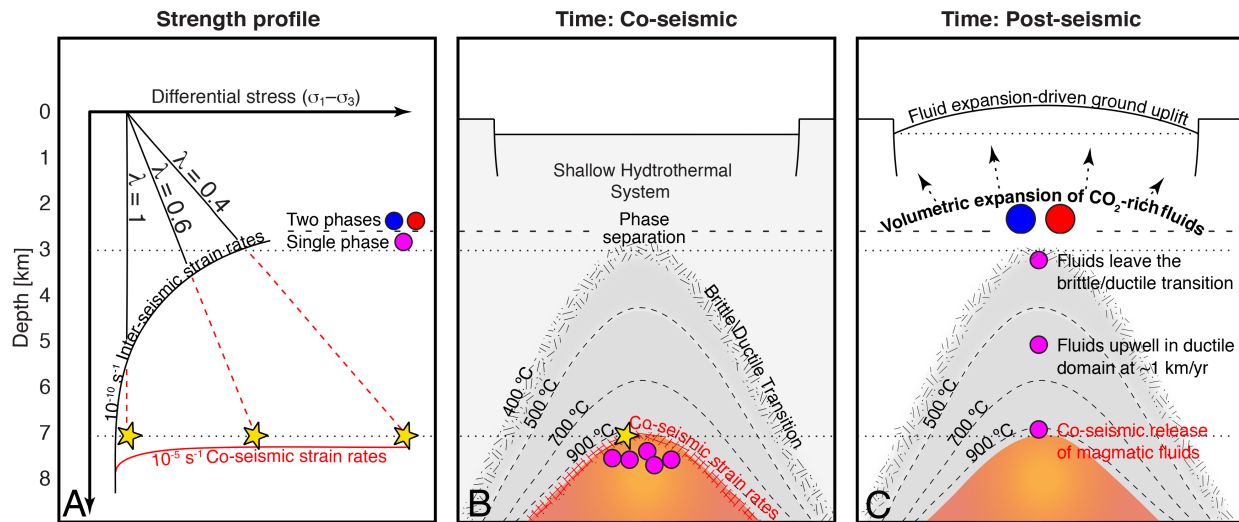 Strength profile
Time: Co-seismic
Time: Post-seismic
Differential stress (σ1–σ3)
Depth [km]
0
1
2
3
4
5
6
7
8
λ = 1
λ = 0.6
λ = 0.4
Two phases
Single phase
10-10 s-1 Inter-seismic strain rates
10-5 s-1 Co-seismic strain rates
A
Shallow Hydtrothermal
System
Phase
separation
Brittle\Ductile Transition
400 °C
500 °C
700 °C
900 °C
Co-seismic strain rates
B
Fluid expansion-driven ground uplift
Volumetric expansion of CO2-rich fluids
Fluids leave the
brittle/ductile transition
Fluids upwell in ductile
domain at ~1 km/yr
500 °C
700 °C
900 °C
Co-seismic release
of magmatic fluids
C